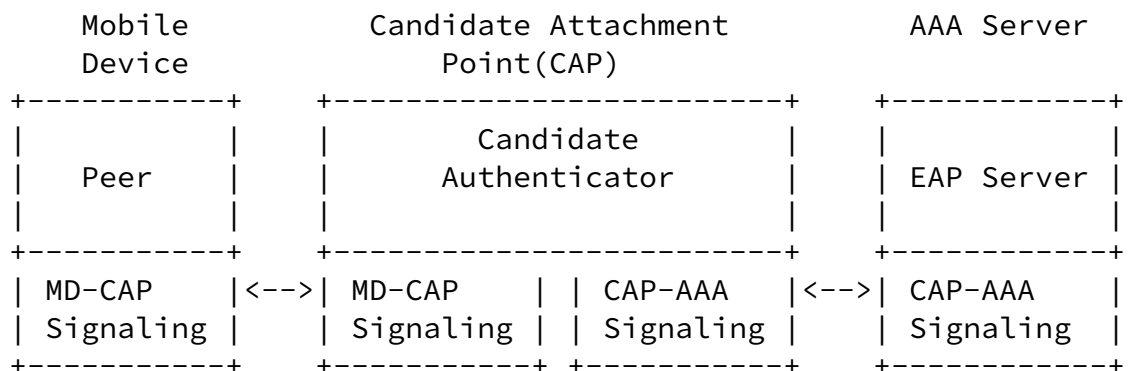 Mobile Candidate Attachment AAA Server
Device Point(CAP)
+-----------+ +-------------------------+ +------------+
| | | Candidate | | |
| Peer | | Authenticator | | EAP Server |
| | | | | |
+-----------+ +-------------------------+ +------------+
| MD-CAP |<-->| MD-CAP | | CAP-AAA |<-->| CAP-AAA |
| Signaling | | Signaling | | Signaling | | Signaling |
+-----------+ +-----------+ +-----------+ +------------+